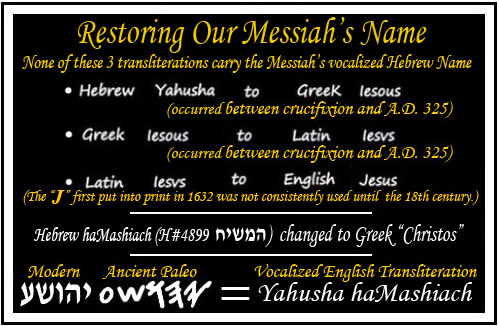 Restoring Our Messiah's Name
None of these 3 transliterations carry the Messiah's vocalized Hebrew Name
• Hebrew Yahusha to Greek Iesous
(occurred between crucifixion and A.D. 325)
• Greek Iesous to Latin Iesvs
(occurred between crucifixion and A.D. 325)
• Latin Iesvs to English Jesus
(The "J" first put into print in 1632 was not consistently used until the 18th century.)
Hebrew haMashiach (H#4899 המשיח) changed to Greek "Christos"
Modern Ancient Paleo Vocalized English Transliteration
יהושע 𐤉𐤄𐤅𐤔𐤏 = Yahusha haMashiach